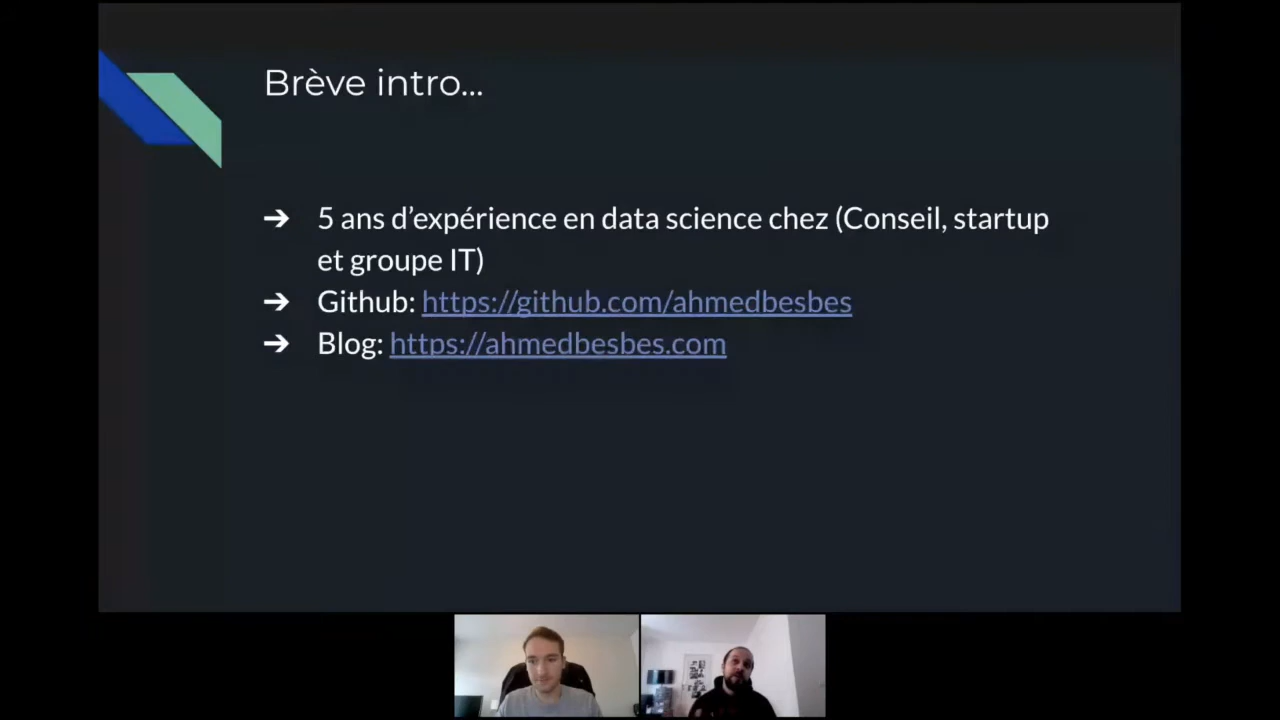 Brève intro...
➔ 5 ans d’expérience en data science chez (Conseil, startup
et groupe IT)
➔ Github: https://github.com/ahmedbesbes
➔ Blog: https://ahmedbesbes.com